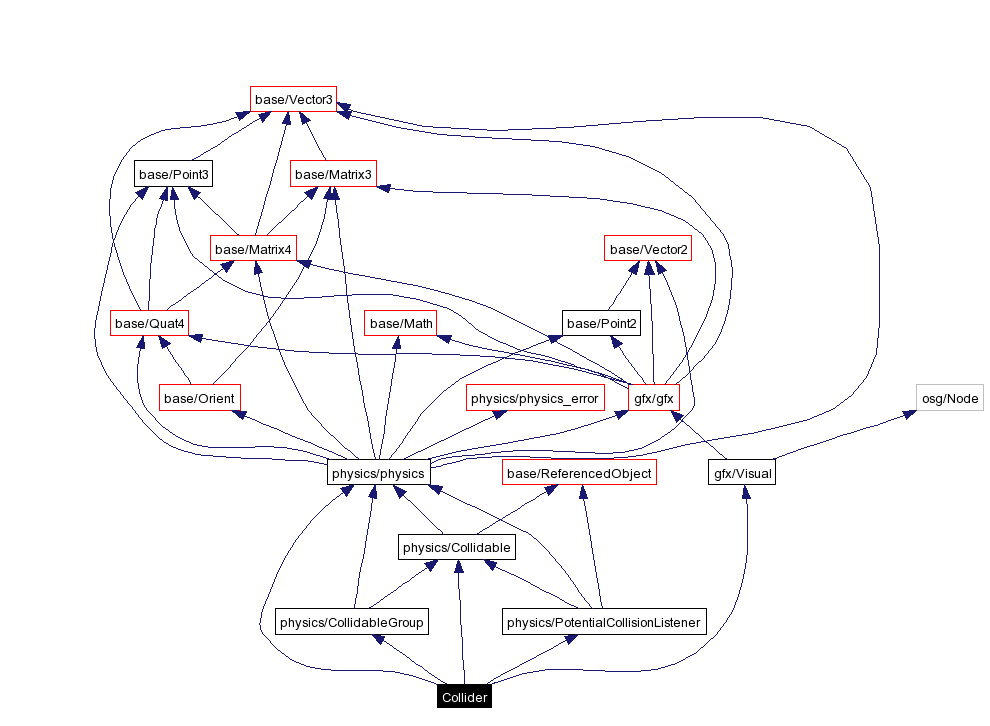 base/Vector3
base/Point3
base/Matrix3
base/Matrix4
base/Vector2
base/Quat4
base/Math
base/Point2
base/Orient
physics/physics_error
gfx/gfx
osg/Node
physics/physics
base/ReferencedObject
gfx/Visual
physics/Collidable
physics/CollidableGroup
physics/PotentialCollisionListener
Collider